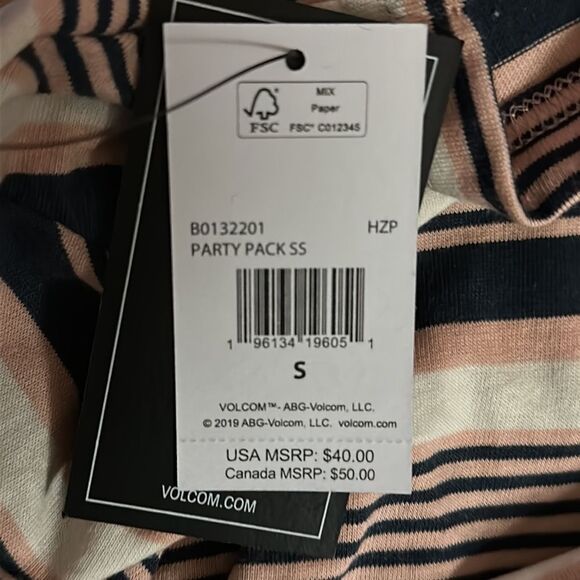 MIX
Paper
FSC FSC® C012345
B0132201 HZP
PARTY PACK SS
1 96134 19605 1
S
VOLCOM™- ABG-Volcom, LLC.
© 2019 ABG-Volcom, LLC. volcom.com
USA MSRP: $40.00
Canada MSRP: $50.00
VOLCOM.COM